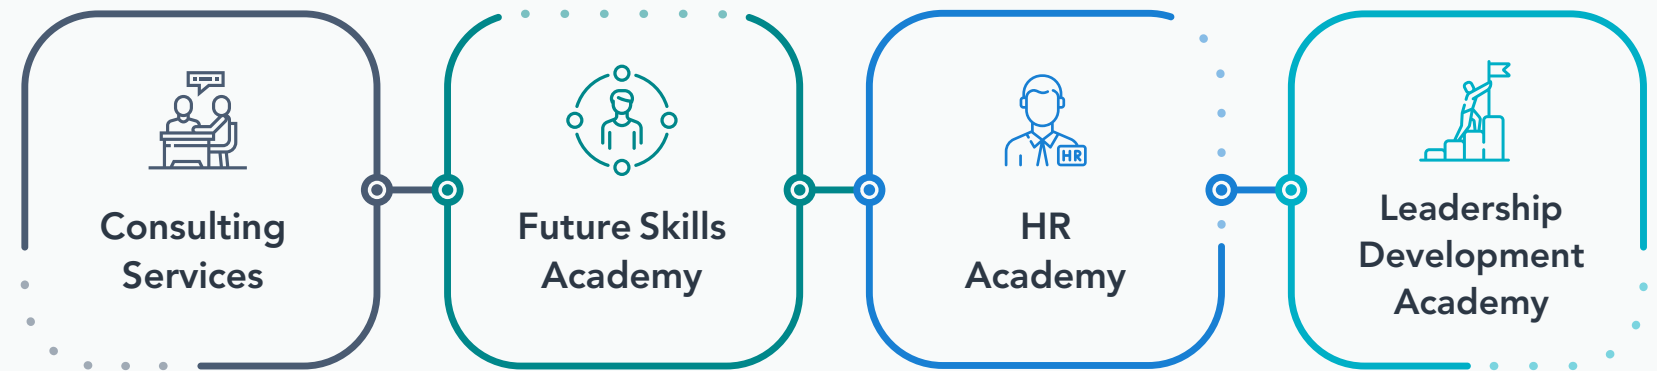 Consulting
Services
Future Skills
Academy
HR
HR
Academy
Leadership
Development
Academy